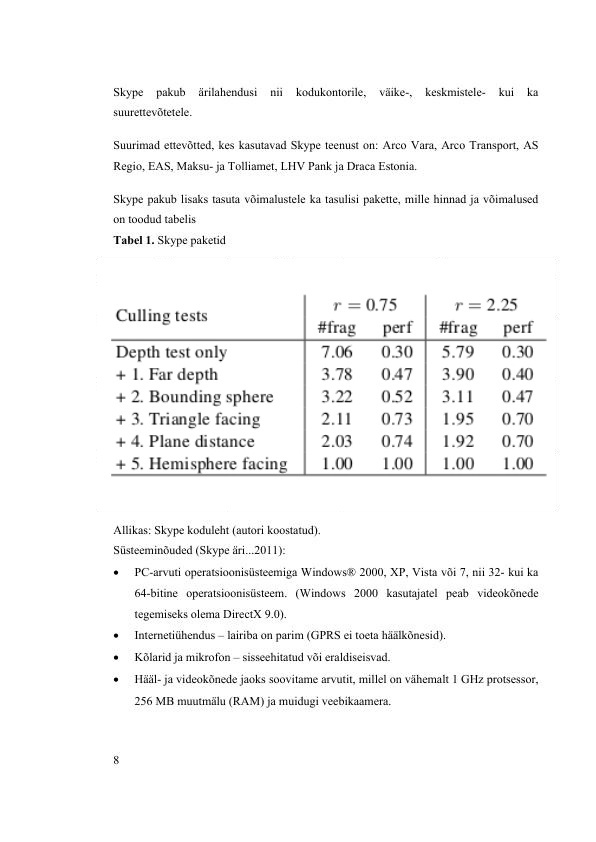 Skype pakub ärilahendusi nii kodukontorile, väike-, keskmistele- kui ka
suurettevõtetele.
Suurimad ettevõtted, kes kasutavad Skype teenust on: Arco Vara, Arco Transport, AS
Regio, EAS, Maksu- ja Tolliamet, LHV Pank ja Draca Estonia.
Skype pakub lisaks tasuta võimalustele ka tasulisi pakette, mille hinnad ja võimalused
on toodud tabelis
Tabel 1. Skype paketid
Culling tests r = 0.75 r = 2.25
#frag perf #frag perf
Depth test only 7.06 0.30 5.79 0.30
+ 1. Far depth 3.78 0.47 3.90 0.40
+ 2. Bounding sphere 3.22 0.52 3.11 0.47
+ 3. Triangle facing 2.11 0.73 1.95 0.70
+ 4. Plane distance 2.03 0.74 1.92 0.70
+ 5. Hemisphere facing 1.00 1.00 1.00 1.00
Allikas: Skype koduleht (autori koostatud).
Süsteeminõuded (Skype äri...2011):
• PC-arvuti operatsioonisüsteemiga Windows® 2000, XP, Vista või 7, nii 32- kui ka
64-bitine operatsioonisüsteem. (Windows 2000 kasutajatel peab videokõnede
tegemiseks olema DirectX 9.0).
• Internetiühendus – lairiba on parim (GPRS ei toeta häälkõnesid).
• Kõlarid ja mikrofon – sisseehitatud või eraldiseisvad.
• Hääl- ja videokõnede jaoks soovitame arvutit, millel on vähemalt 1 GHz protsessor,
256 MB muutmälu (RAM) ja muidugi veebikaamera.
8